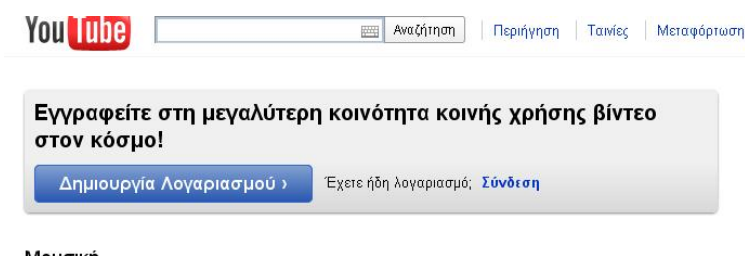 YouTube Αναζήτηση Περιήγηση Ταινίες Μεταφόρτωση
Εγγραφείτε στη μεγαλύτερη κοινότητα κοινής χρήσης βίντεο
στον κόσμο!
Δημιουργία Λογαριασμού › Έχετε ήδη λογαριασμό; Σύνδεση
Μουσική